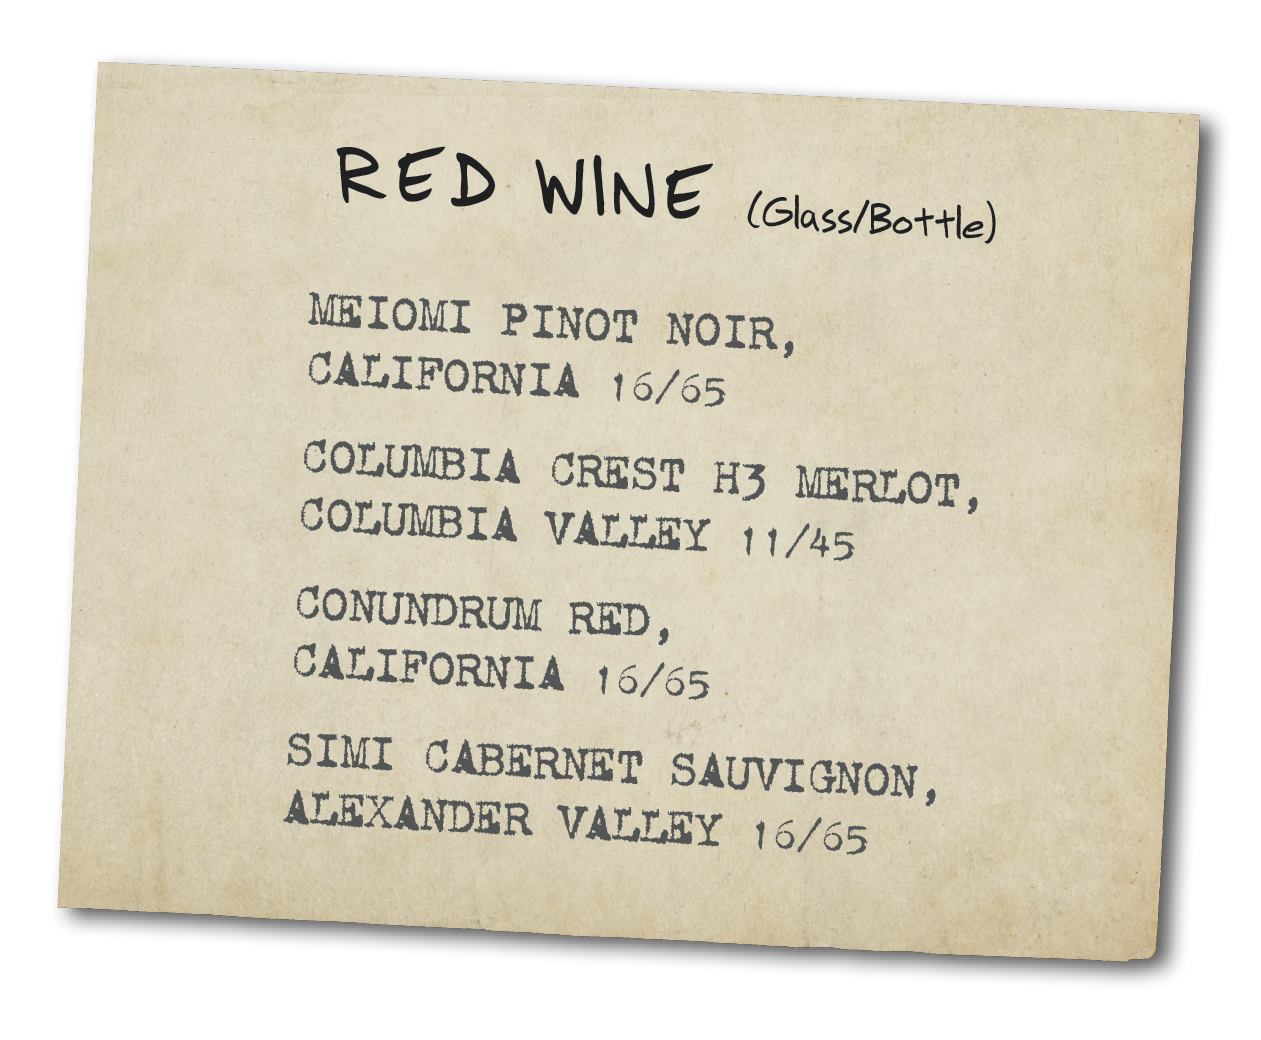 RED WINE (Glass/Bottle)
MEIOMI PINOT NOIR,
CALIFORNIA 16/65
COLUMBIA CREST H3 MERLOT,
COLUMBIA VALLEY 11/45
CONUNDRUM RED,
CALIFORNIA 16/65
SIMI CABERNET SAUVIGNON,
ALEXANDER VALLEY 16/65